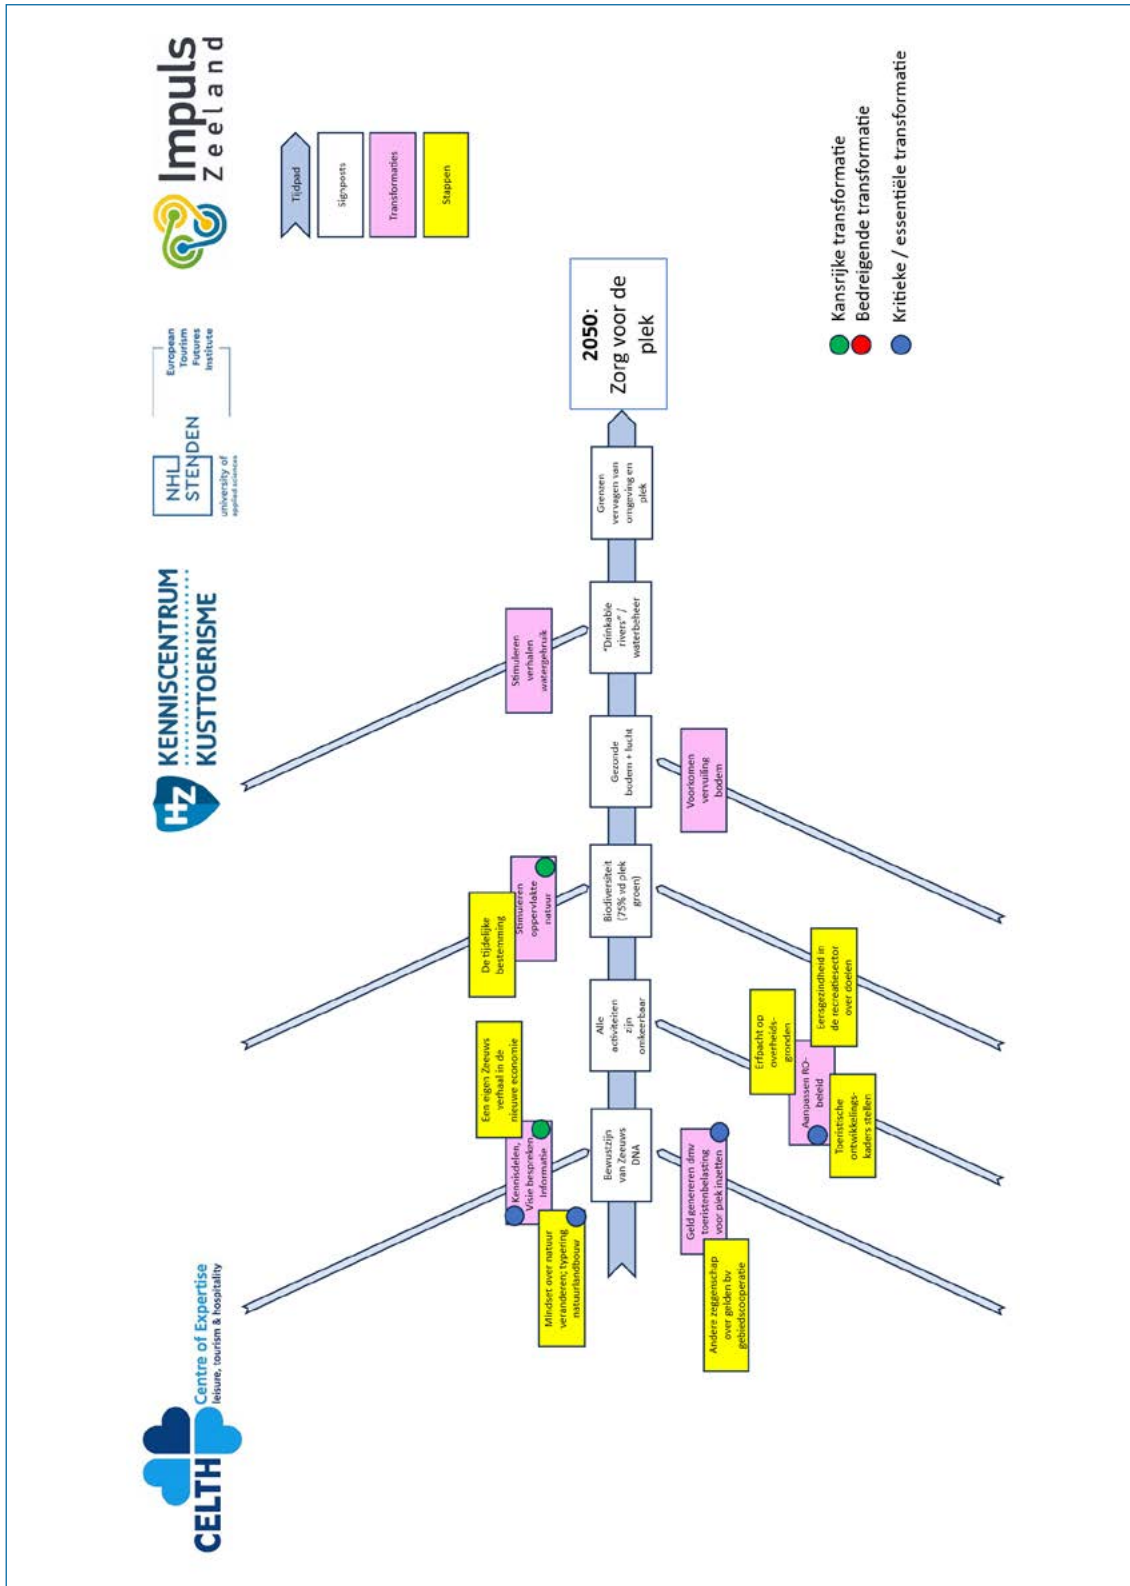 CELTH
Centre of Expertise
leisure, tourism & hospitality
HZ
KENNISCENTRUM
KUSTTOERISME
NHL
STENDEN
university of
applied sciences
European
Tourism
Futures
Institute
Impuls
Zeeland
Tijdpad
Signposts
Transformaties
Stappen
Een eigen Zeeuws
verhaal in de
nieuwe economie
Kennisdelen,
Visie bespreken
Informatie
Mindset over natuur
veranderen; typering
natuurlandbouw
De tijdelijke
bestemming
Stimuleren
oppervlakte
natuur
Stimuleren
verhalen
watergebruik
Bewustzijn
van Zeeuws
DNA
Alle
activiteiten
zijn
omkeerbaar
Biodiversiteit
(75% vd plek
groen)
Gezonde
bodem + lucht
"Drinkable
rivers" /
waterbeheer
Grenzen
vervagen van
omgeving en
plek
2050:
Zorg voor de
plek
Geld genereren dmv
toeristenbelasting
voor plek inzetten
Andere zeggenschap
over gelden bv
gebiedscooperatie
Erfpacht op
overheids-
gronden
Aanpassen RO-
beleid
Eensgezindheid in
de recreatiesector
over doelen
Toeristische
ontwikkelings-
kaders stellen
Voorkomen
vervuiling
bodem
Kansrijke transformatie
Bedreigende transformatie
Kritieke / essentiële transformatie